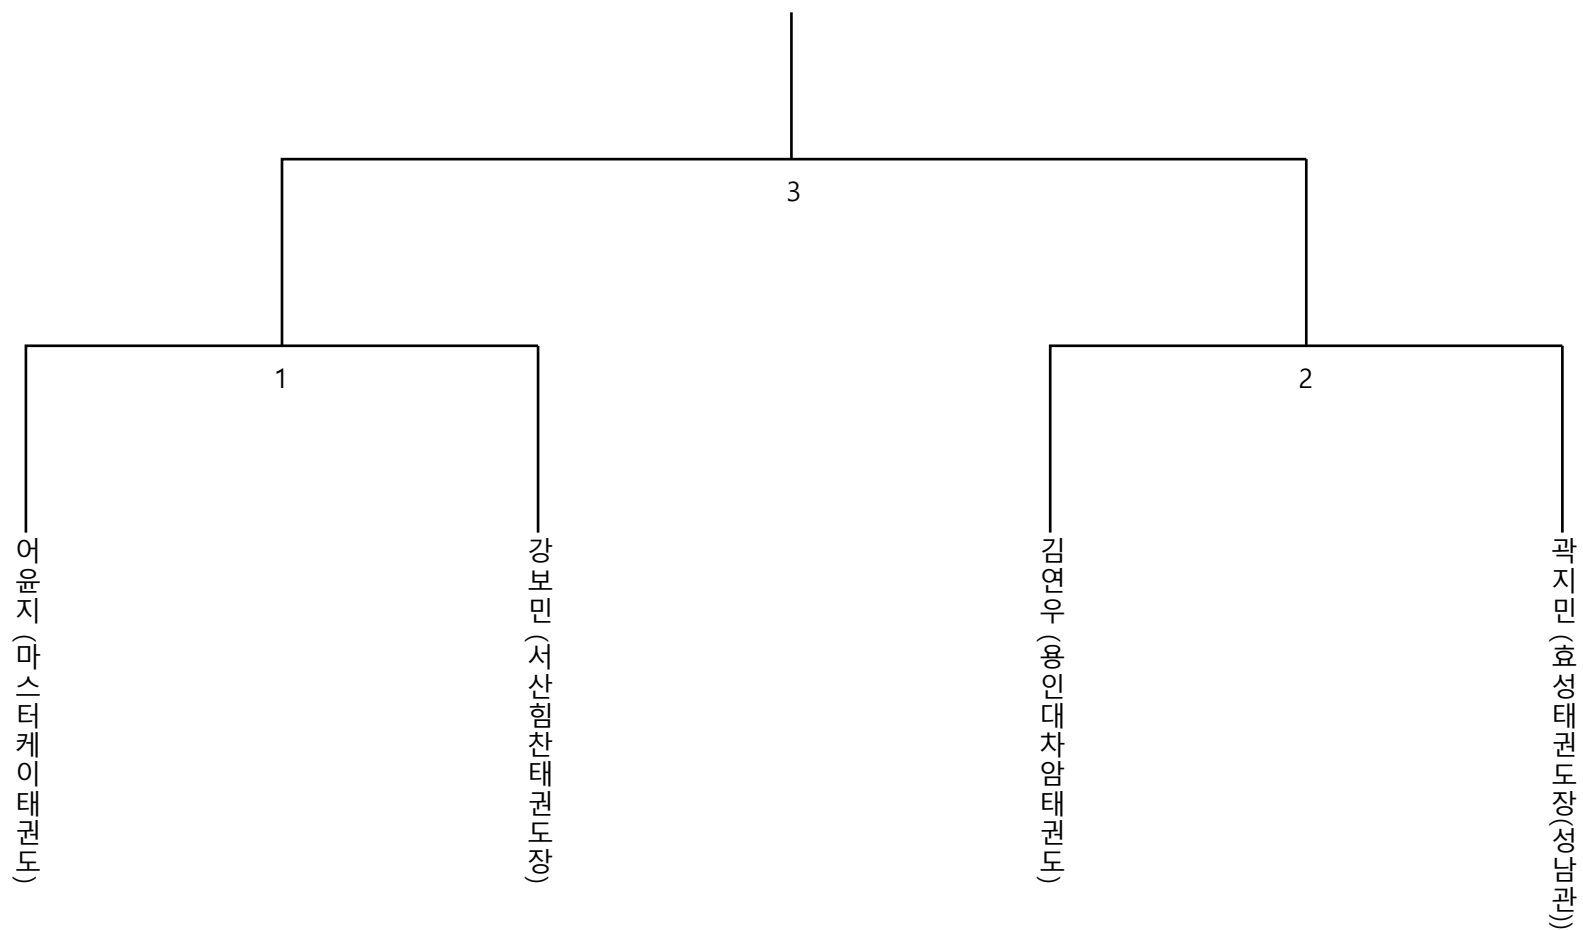 3
1
2
어윤지 (마스터케이태권도)
강보민 (서산힘찬태권도장)
김연우 (용인대차암태권도)
곽지민 (효성태권도장(성남관))